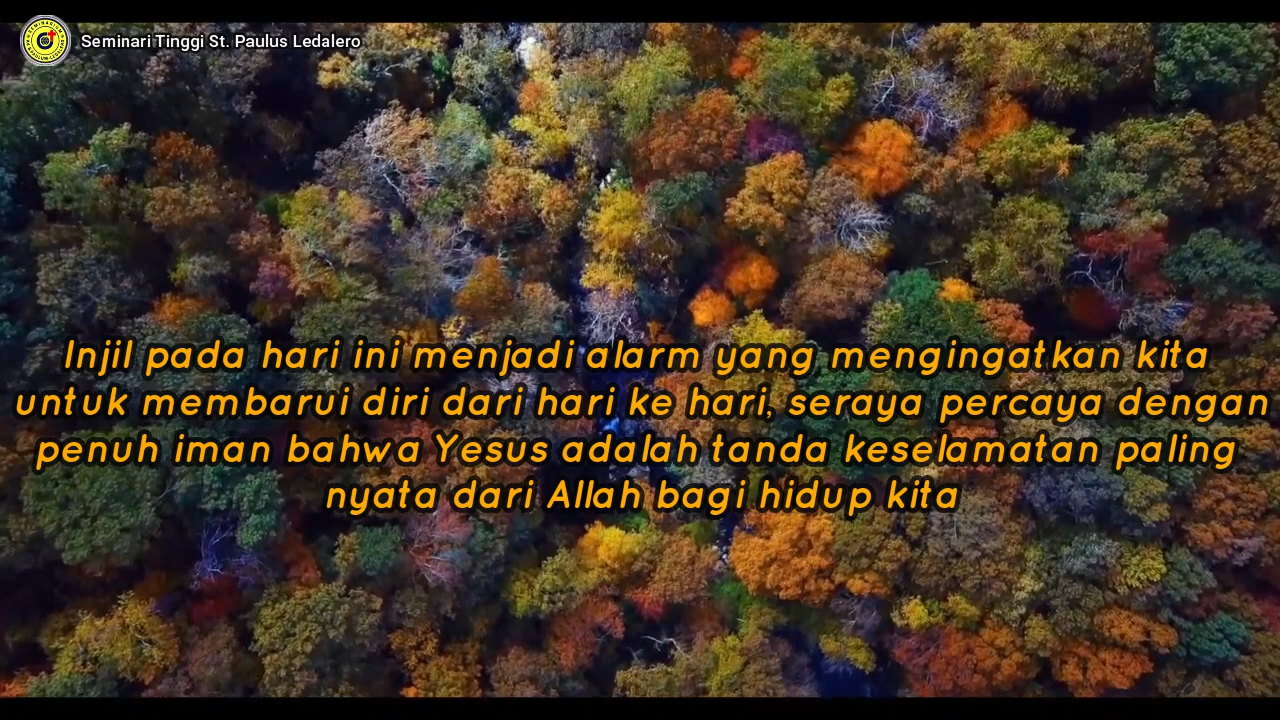 Seminari Tinggi St. Paulus Ledalero
Injil pada hari ini menjadi alarm yang mengingatkan kita
untuk membarui diri dari hari ke hari, seraya percaya dengan
penuh iman bahwa Yesus adalah tanda keselamatan paling
nyata dari Allah bagi hidup kita